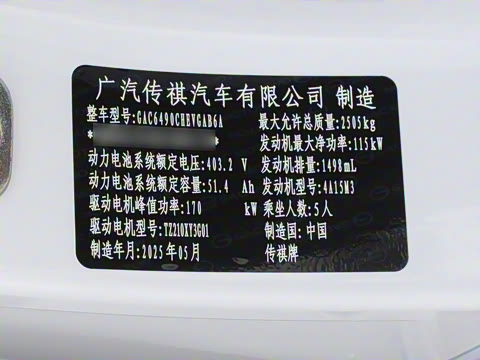 广汽传祺汽车有限公司 制造
整车型号:GAC6490CHEVGAB6A 最大允许总质量:2505kg
* * 发动机最大净功率:115kW
动力电池系统额定电压:403.2 V 发动机排量:1498mL
动力电池系统额定容量:51.4 Ah 发动机型号:4A15M3
驱动电机峰值功率:170 kW 乘坐人数:5人
驱动电机型号:TZ210XY3G01 制造国:中国
制造年月:2025年05月 传祺牌